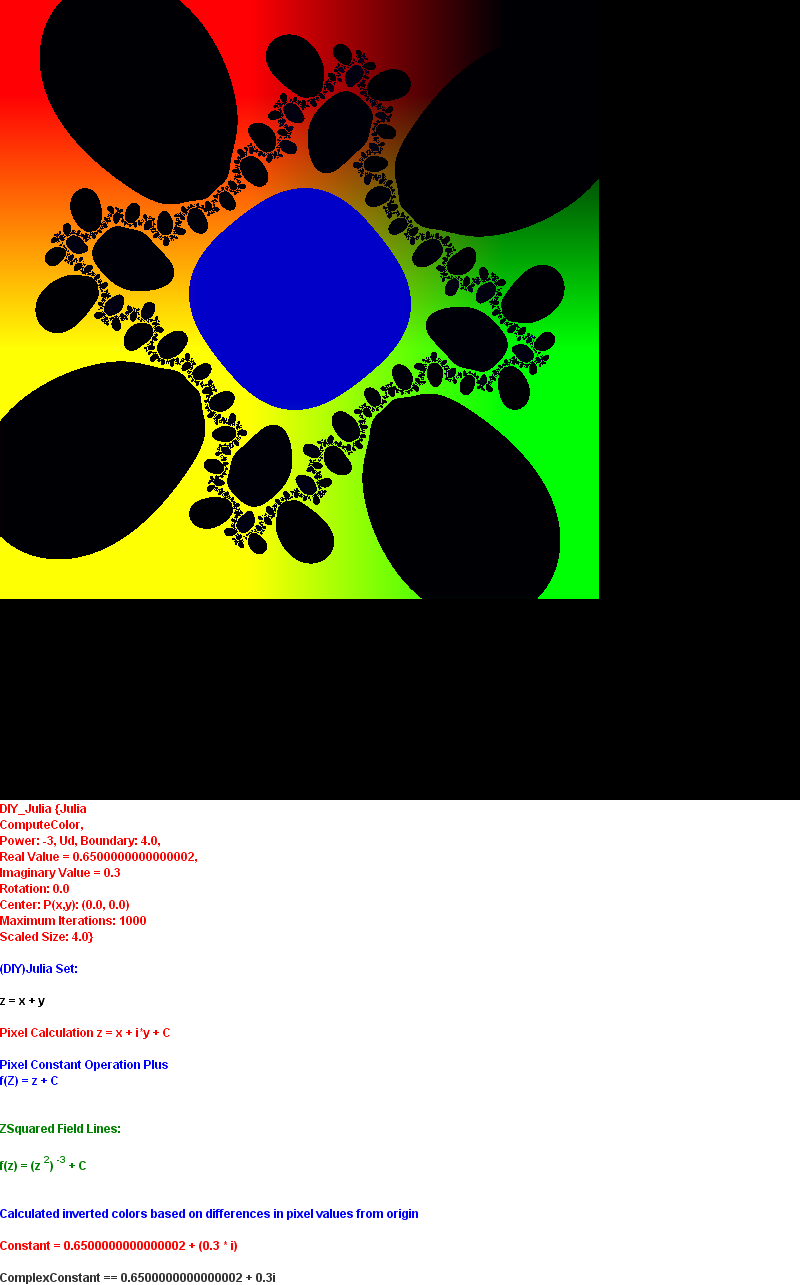 DIY_Julia {Julia
ComputeColor,
Power: -3, Ud, Boundary: 4.0,
Real Value = 0.6500000000000002,
Imaginary Value = 0.3
Rotation: 0.0
Center: P(x,y): (0.0, 0.0)
Maximum Iterations: 1000
Scaled Size: 4.0}
(DIY)Julia Set:
z = x + y
Pixel Calculation z = x + i*y + C
Pixel Constant Operation Plus
f(Z) = z + C
ZSquared Field Lines:
f(z) = (z 2) -3 + C
Calculated inverted colors based on differences in pixel values from origin
Constant = 0.6500000000000002 + (0.3 * i)
ComplexConstant == 0.6500000000000002 + 0.3i